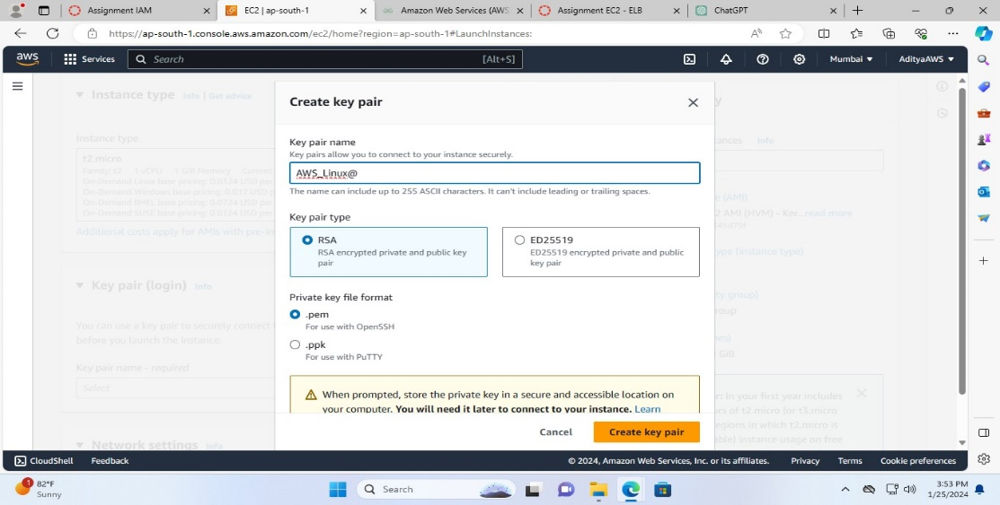 Assignment IAM
EC2 | ap-south-1
Amazon Web Services (AWS
Assignment EC2 - ELB
ChatGPT
https://ap-south-1.console.aws.amazon.com/ec2/home?region=ap-south-1#LaunchInstances:
aws
Services
Search
[Alt+S]
Mumbai
AdityaAWS
Instance type Info | Get advice
Instance type
t2.micro
Family: t2 1 vCPU 1 GiB Memory Current
On-Demand Linux base pricing: 0.0124 USD per
On-Demand Windows base pricing: 0.017 USD p
On-Demand RHEL base pricing: 0.0724 USD per
On-Demand SUSE base pricing: 0.0124 USD per
Additional costs apply for AMIs with pre-in
Key pair (login) Info
You can use a key pair to securely connect
before you launch the instance.
Key pair name - required
Select
Network settings Info
Create key pair
Key pair name
Key pairs allow you to connect to your instance securely.
AWS_Linux@
The name can include up to 255 ASCII characters. It can't include leading or trailing spaces.
Key pair type
RSA
RSA encrypted private and public key
pair
ED25519
ED25519 encrypted private and public
key pair
Private key file format
.pem
For use with OpenSSH
.ppk
For use with PuTTY
When prompted, store the private key in a secure and accessible location on
your computer. You will need it later to connect to your instance. Learn
Cancel
Create key pair
y
ances Info
(AMI)
2 AMI (HVM) - Ker...read more
ype (instance type)
ity group)
roup
mes)
GiB
r: In your first year includes
urs of t2.micro (or t3.micro
egions in which t2.micro is
ble) instance usage on free
CloudShell
Feedback
© 2024, Amazon Web Services, Inc. or its affiliates.
Privacy
Terms
Cookie preferences
1
82°F
Sunny
Search
3:53 PM
1/25/2024